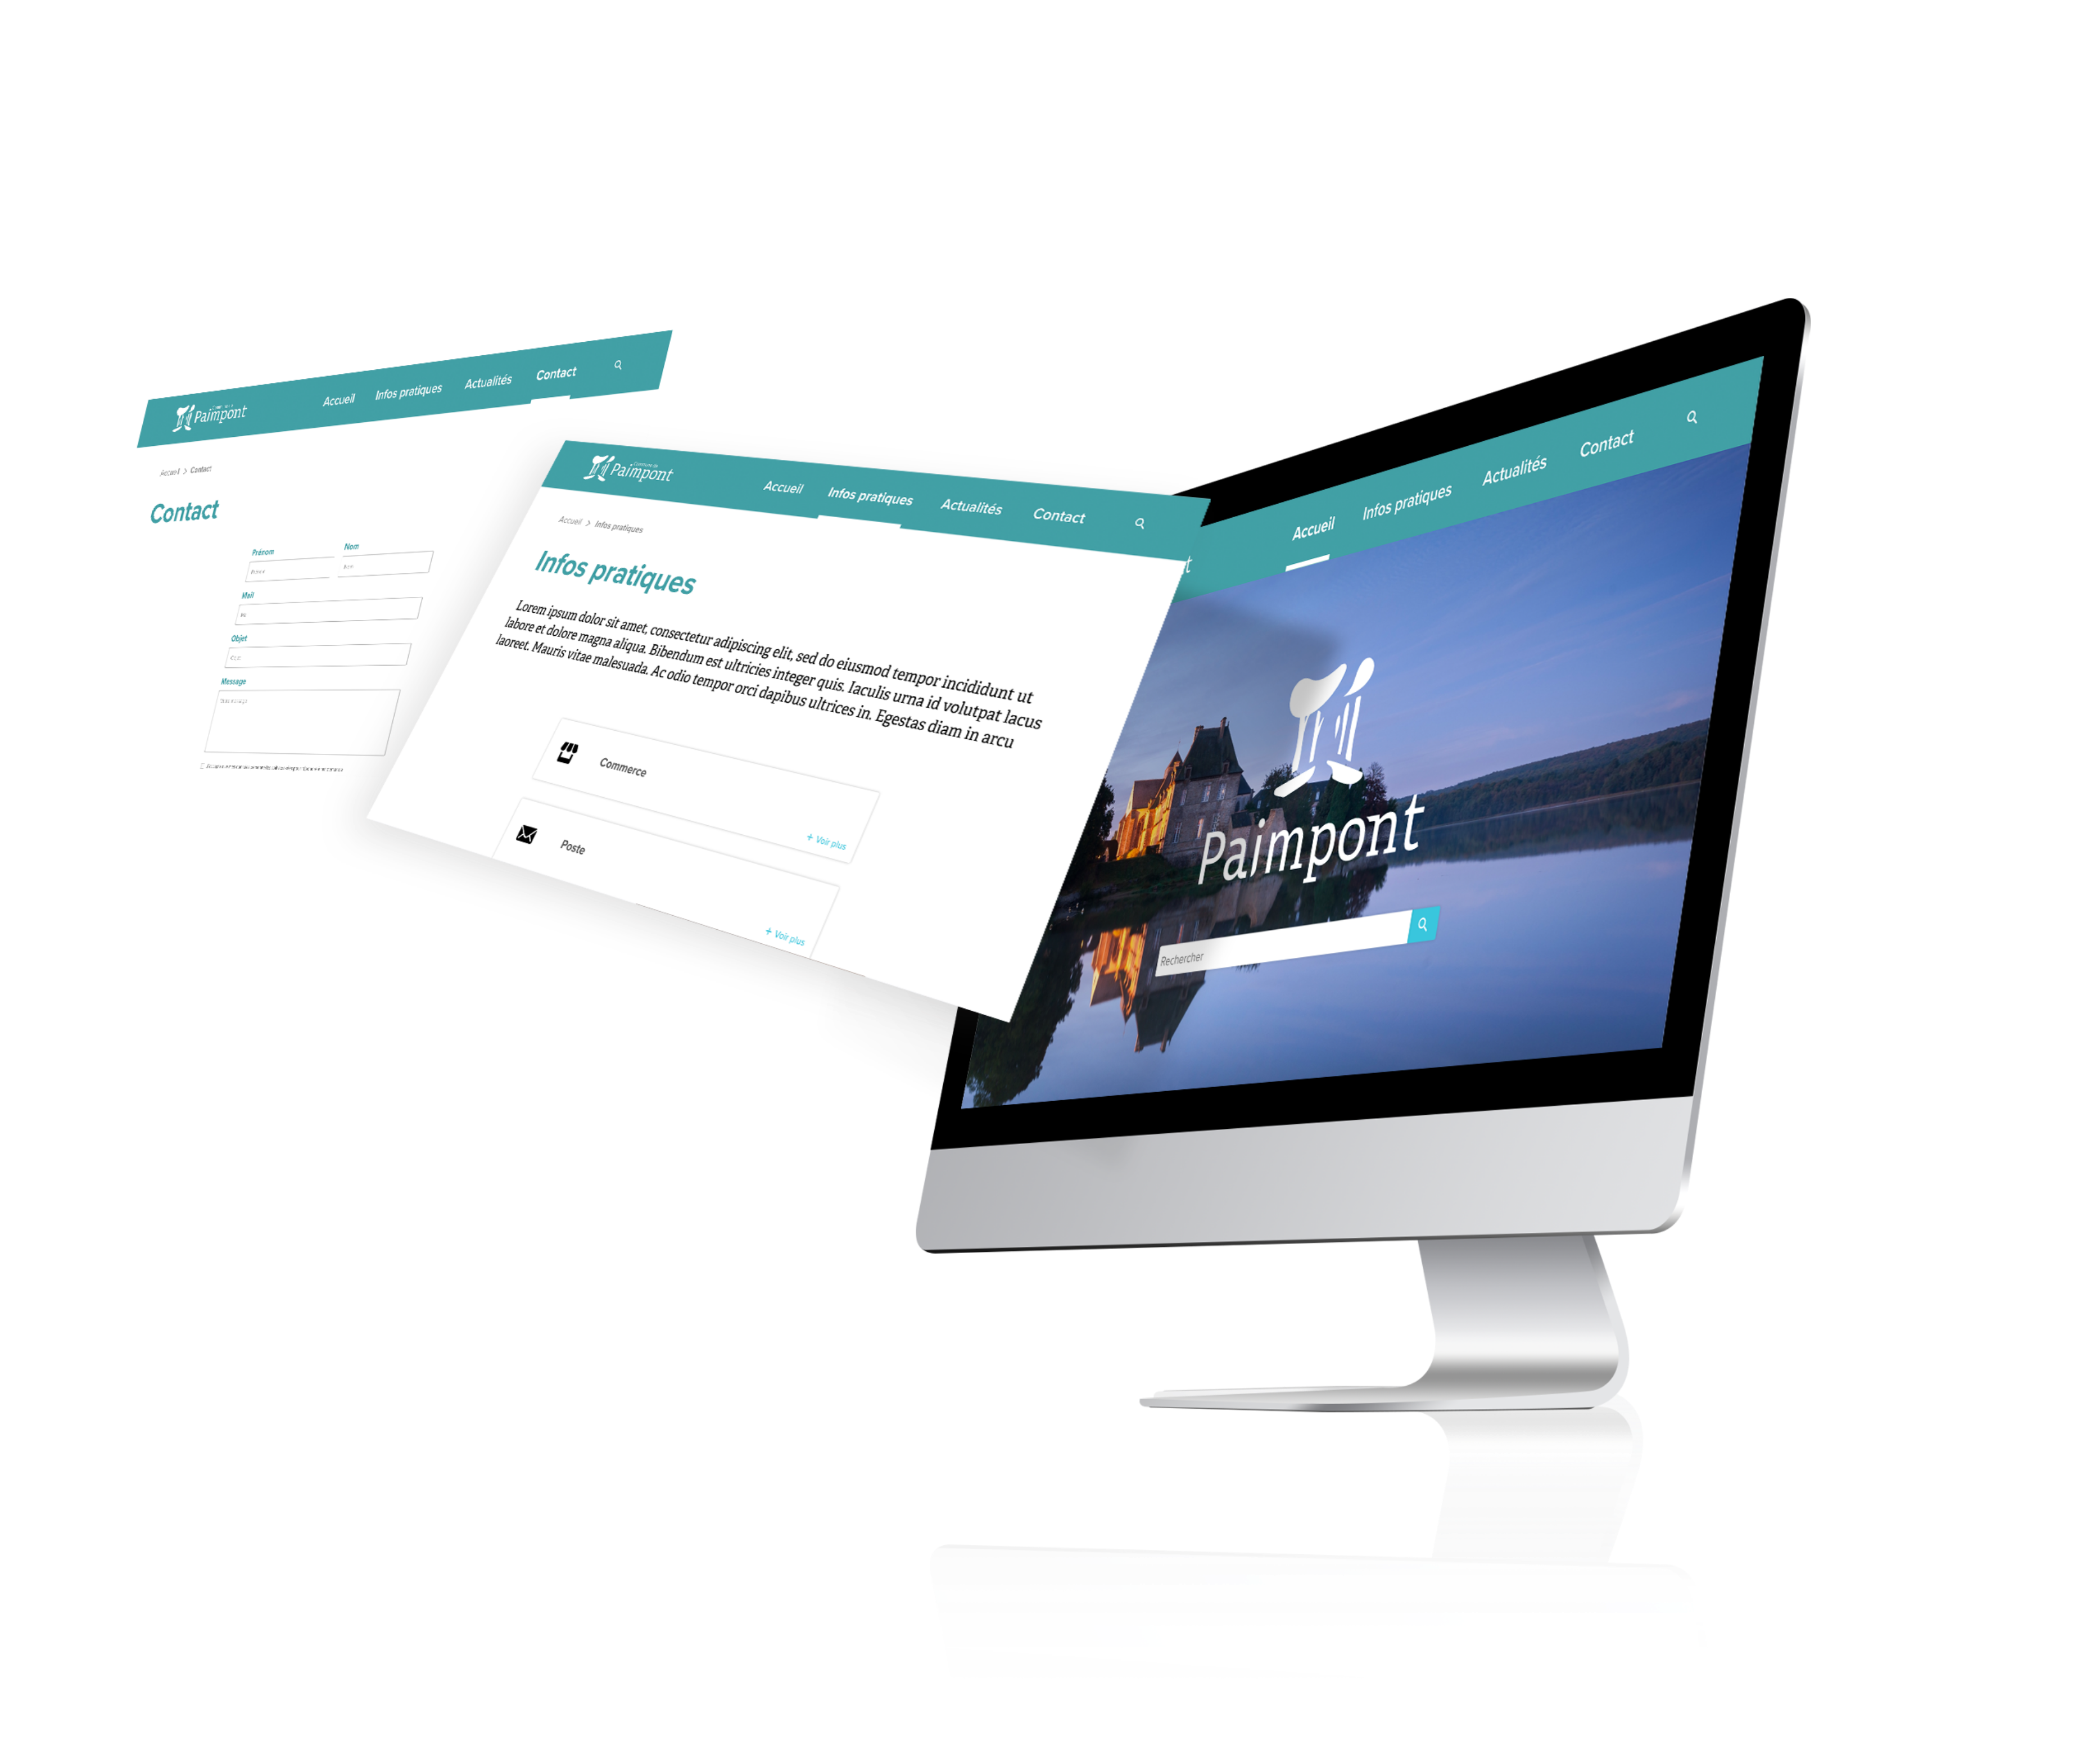 Paimpont
Accueil
Infos pratiques
Actualités
Contact
Accueil > Contact
Contact
Prénom
Nom
Mail
Objet
Message
Commune de
Paimpont
Accueil
Infos pratiques
Actualités
Contact
Accueil > Infos pratiques
Infos pratiques
Lorem ipsum dolor sit amet, consectetur adipiscing elit, sed do eiusmod tempor incididunt ut
labore et dolore magna aliqua. Bibendum est ultricies integer quis. Iaculis urna id volutpat lacus
laoreet. Mauris vitae malesuada. Ac odio tempor orci dapibus ultrices in. Egestas diam in arcu
Commerce
+ Voir plus
Poste
+ Voir plus
t
Accueil
Infos pratiques
Actualités
Contact
Paimpont
Rechercher